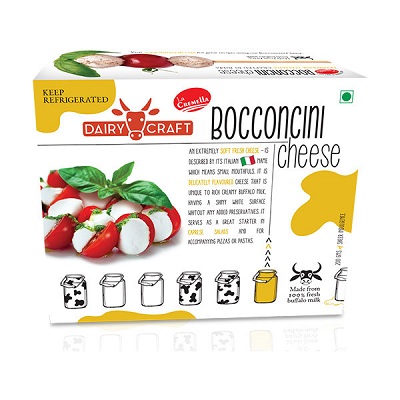 KEEP
REFRIGERATED
La
Cremella
DAIRY CRAFT
BOCCONCINI
cheese
AN EXTREMELY SOFT FRESH CHEESE - IS
DESCRIBED BY ITS ITALIAN NAME
WHICH MEANS SMALL MOUTHFULS. IT IS
DELICATELY FLAVOURED CHEESE THAT IS
UNIQUE TO RICH CREAMY BUFFALO MILK,
HAVING A SHINY WHITE SURFACE
WITHOUT ANY ADDED PRESERVATIVES. IT
SERVES AS A GREAT STARTER IN
CAPRESE SALADS AND FOR
ACCOMPANYING PIZZAS OR PASTAS.
Made from
100% fresh
buffalo milk